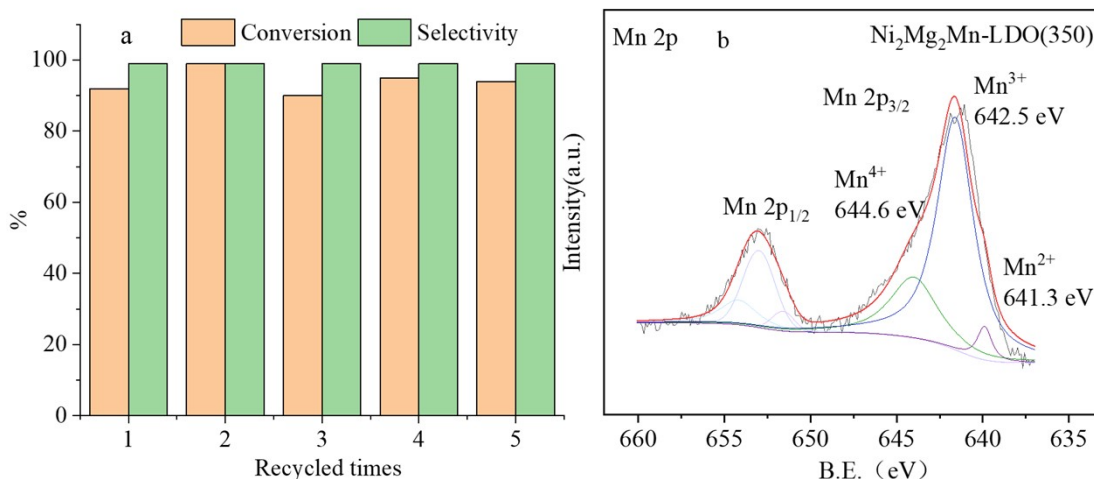 a
Conversion
Selectivity
100
80
60
40
20
0
%
1 2 3 4 5
Recycled times
Mn 2p
b
Ni₂Mg₂Mn-LDO(350)
Mn 2p₃/₂
Mn³⁺
642.5 eV
Mn⁴⁺
644.6 eV
Mn 2p₁/₂
Mn²⁺
641.3 eV
Intensity(a.u.)
660 655 650 645 640 635
B.E.（eV）